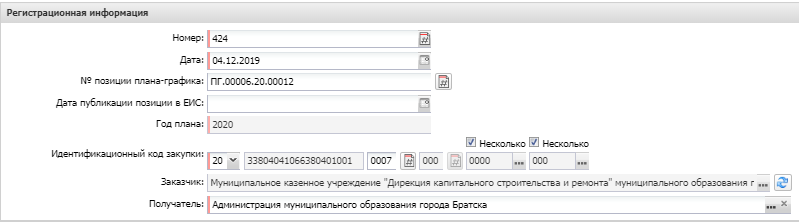 Регистрационная информация
Номер: 424
Дата: 04.12.2019
№ позиции плана-графика: ПГ.00006.20.00012
Дата публикации позиции в ЕИС:
Год плана: 2020
Несколько Несколько
Идентификационный код закупки: 20 33804041066380401001 0007 000 0000 ... 000 ...
Заказчик: Муниципальное казенное учреждение "Дирекция капитального строительства и ремонта" муниципального образования г ...
Получатель: Администрация муниципального образования города Братска ...